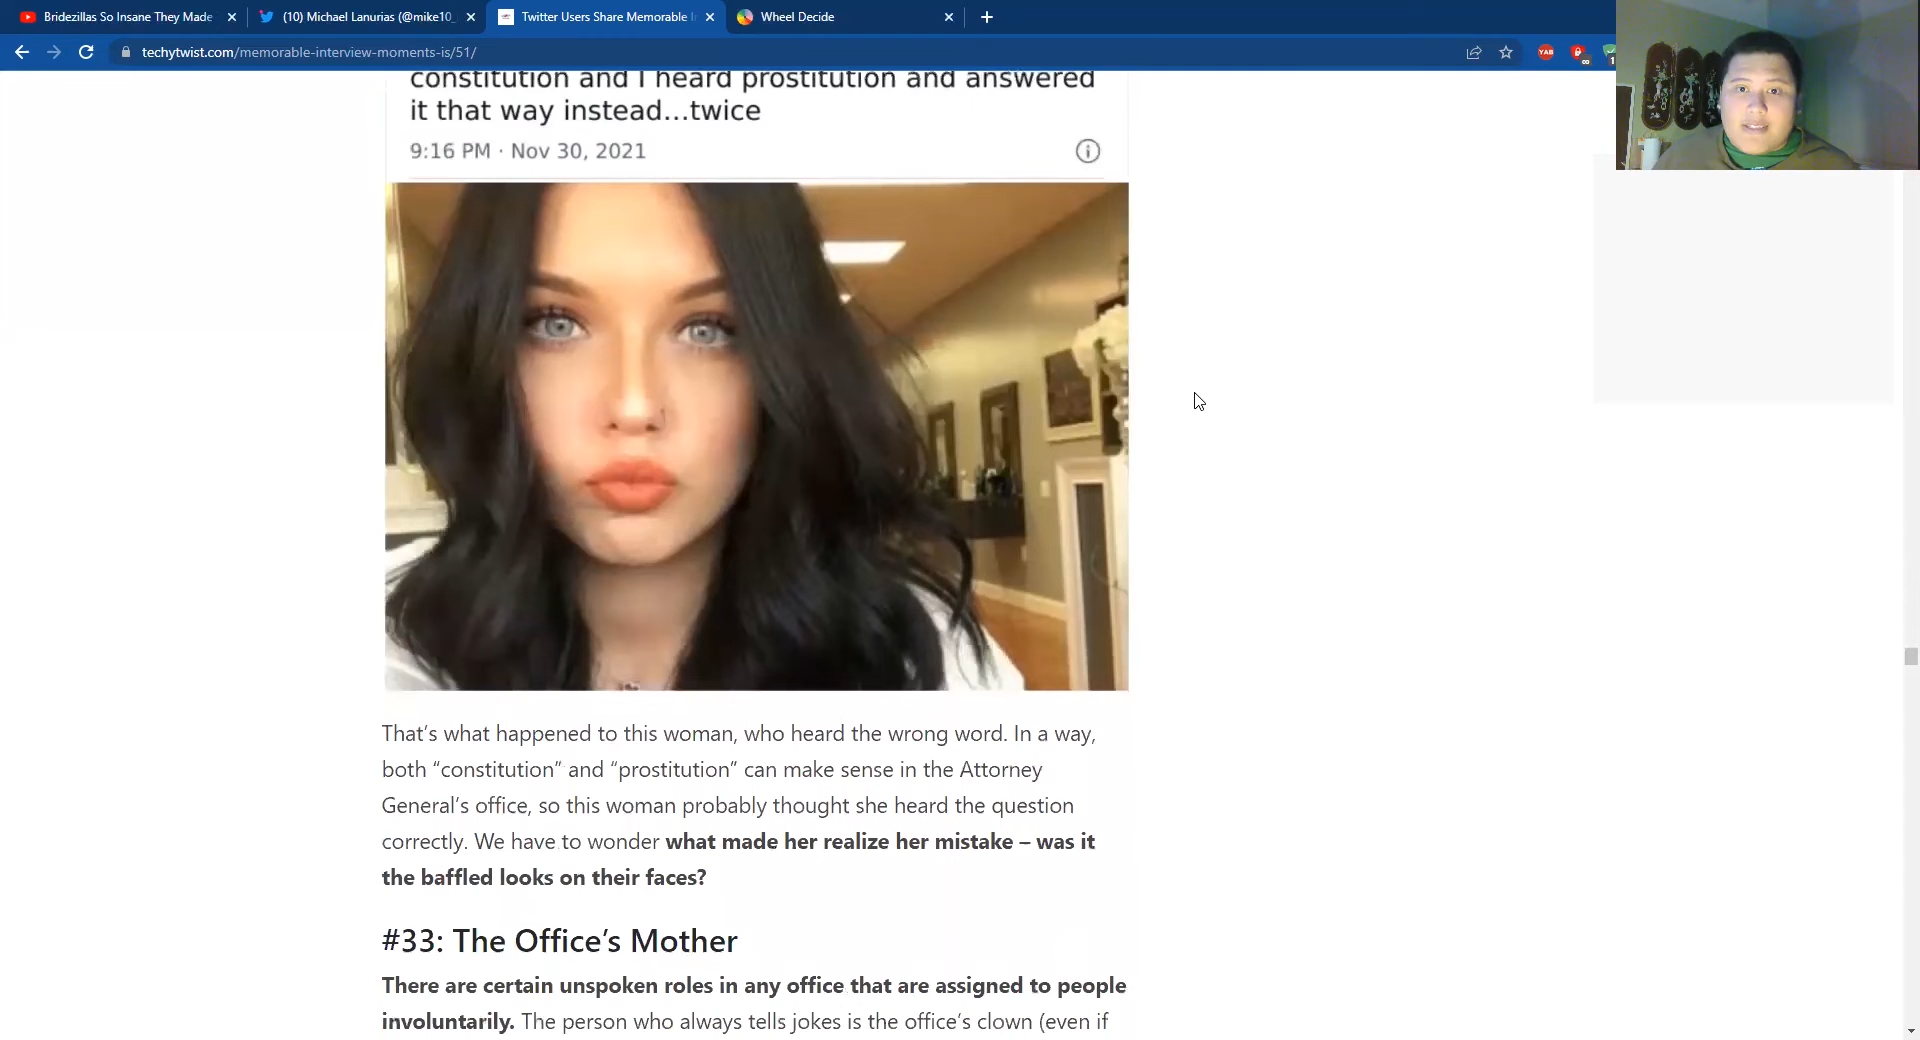 Bridezillas So Insane They Made
(10) Michael Lanurias (@mike10_
Twitter Users Share Memorable I
Wheel Decide
techytwist.com/memorable-interview-moments-is/51/
YAB
constitution and I heard prostitution and answered
it that way instead...twice
9:16 PM · Nov 30, 2021
That’s what happened to this woman, who heard the wrong word. In a way,
both “constitution” and “prostitution” can make sense in the Attorney
General’s office, so this woman probably thought she heard the question
correctly. We have to wonder what made her realize her mistake – was it
the baffled looks on their faces?
#33: The Office’s Mother
There are certain unspoken roles in any office that are assigned to people
involuntarily. The person who always tells jokes is the office’s clown (even if